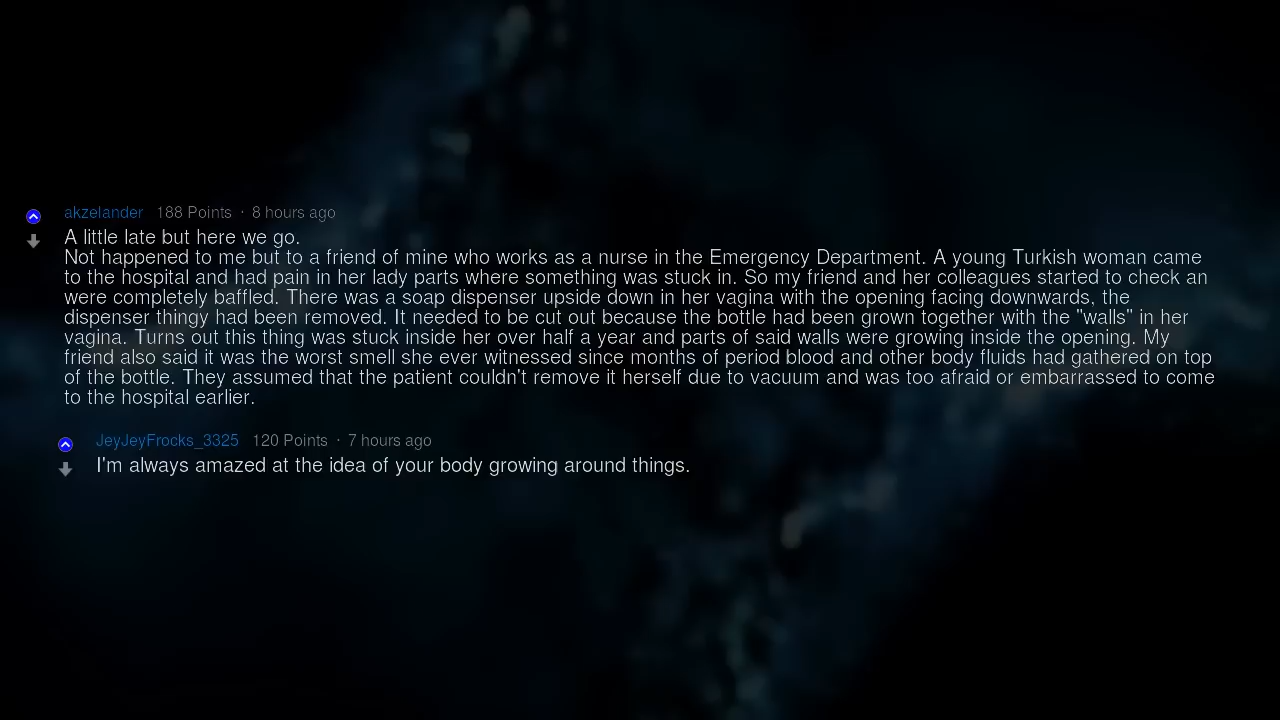 akzelander 188 Points · 8 hours ago
A little late but here we go.
Not happened to me but to a friend of mine who works as a nurse in the Emergency Department. A young Turkish woman came
to the hospital and had pain in her lady parts where something was stuck in. So my friend and her colleagues started to check an
were completely baffled. There was a soap dispenser upside down in her vagina with the opening facing downwards, the
dispenser thingy had been removed. It needed to be cut out because the bottle had been grown together with the "walls" in her
vagina. Turns out this thing was stuck inside her over half a year and parts of said walls were growing inside the opening. My
friend also said it was the worst smell she ever witnessed since months of period blood and other body fluids had gathered on top
of the bottle. They assumed that the patient couldn't remove it herself due to vacuum and was too afraid or embarrassed to come
to the hospital earlier.
JeyJeyFrocks_3325 120 Points · 7 hours ago
I'm always amazed at the idea of your body growing around things.